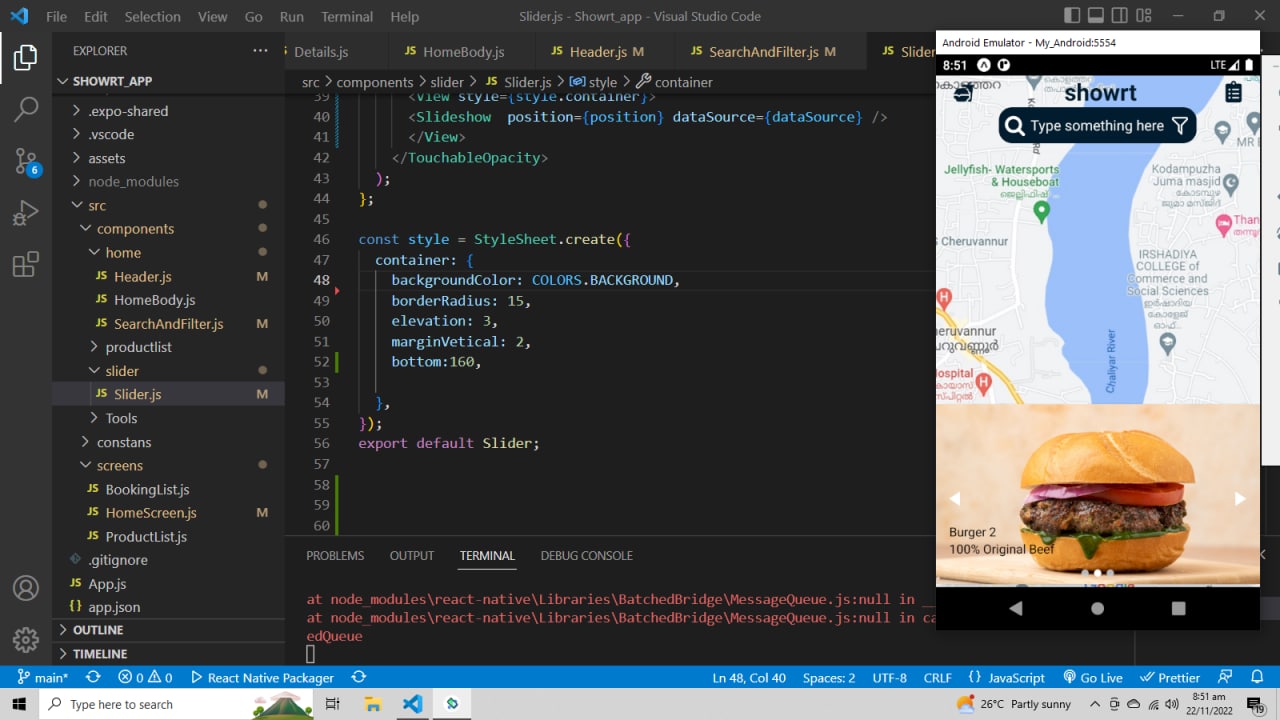 File Edit Selection View Go Run Terminal Help
Slider.js - Showrt_app - Visual Studio Code
EXPLORER
SHOWRT_APP
.expo-shared
.vscode
assets
node_modules
src
components
home
JS Header.js M
JS HomeBody.js
JS SearchAndFilter.js M
productlist
slider
JS Slider.js M
Tools
constans
screens
JS BookingList.js
JS HomeScreen.js M
JS ProductList.js
.gitignore
JS App.js
{} app.json
OUTLINE
TIMELINE
Details.js
JS HomeBody.js
JS Header.js M
JS SearchAndFilter.js M
JS Slider
src > components > slider > JS Slider.js > style > container
39 <View style={style.container}>
40 <Slideshow position={position} dataSource={dataSource} />
41 </View>
42 </TouchableOpacity>
43 );
44 };
45
46 const style = StyleSheet.create({
47 container: {
48 backgroundColor: COLORS.BACKGROUND,
49 borderRadius: 15,
50 elevation: 3,
51 marginVetical: 2,
52 bottom:160,
53
54 },
55 });
56 export default Slider;
57
58
59
60
PROBLEMS OUTPUT TERMINAL DEBUG CONSOLE
at node_modules\react-native\Libraries\BatchedBridge\MessageQueue.js:null in __
at node_modules\react-native\Libraries\BatchedBridge\MessageQueue.js:null in ca
edQueue
Android Emulator - My_Android:5554
8:51 LTE
showrt
Type something here
Rd
MR
Jellyfish- Watersports
& Houseboat
ജെല്ലിഫിഷ് ...
Kodampuzha
Juma masjid
കോടമ്പുഴ
ജുമാ മസ്ജിദ്
Than
Cheruvannur
IRSHADIYA
COLLEGE of
Commerce and
Social Sciences
ഇർഷാദിയ
കോളേജ്
ഓഫ്...
eruvannur
റുവണ്ണൂർ
Chaliyar River
ospital
Burger 2
100% Original Beef
main* 0 0 React Native Packager
Ln 48, Col 40 Spaces: 2 UTF-8 CRLF {} JavaScript Go Live Prettier
6
Type here to search
26°C Partly sunny
8:51 am
22/11/2022
19